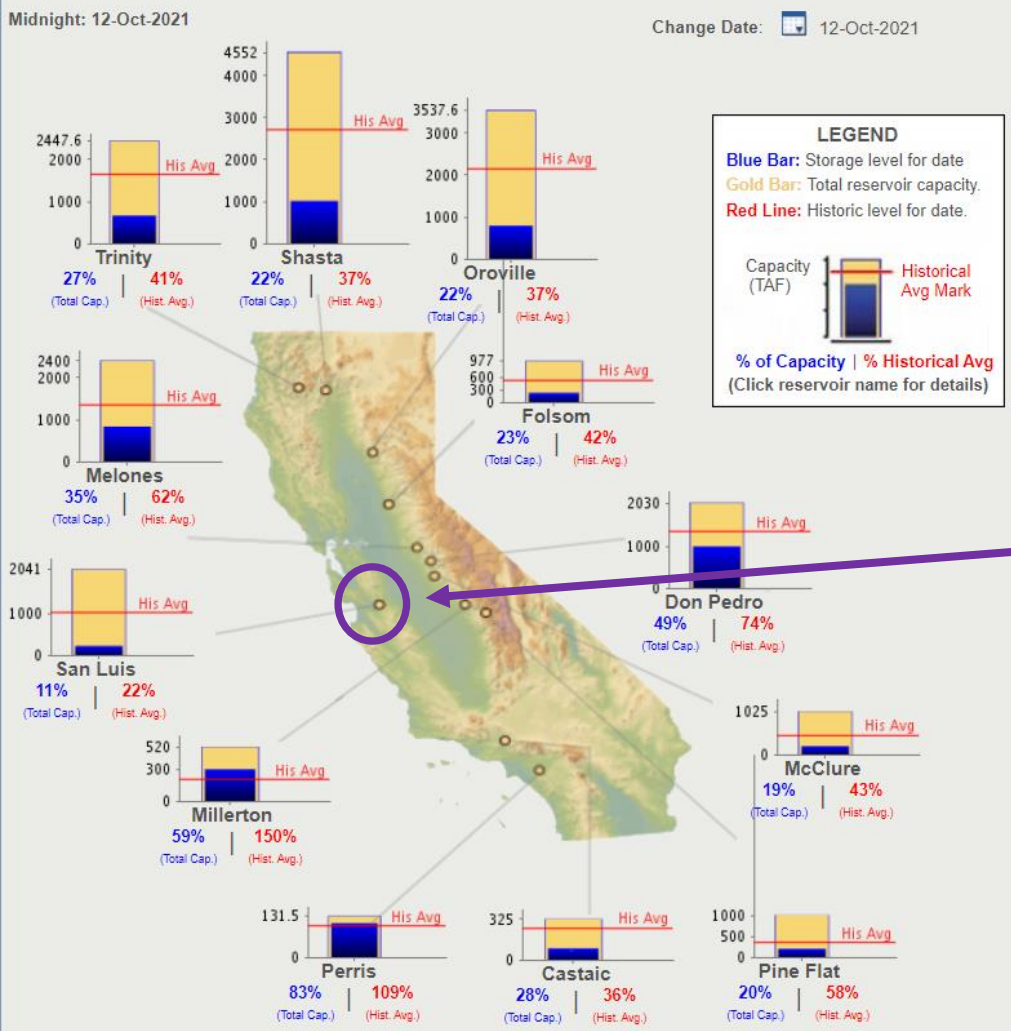 Midnight: 12-Oct-2021
Change Date: 12-Oct-2021
4552
4000
3000
2000
1000
0
His Avg
Shasta
22% | 37%
(Total Cap.) (Hist. Avg.)
3537.6
3000
2000
1000
0
His Avg
Oroville
22% | 37%
(Total Cap.) (Hist. Avg.)
2447.6
2000
1000
0
His Avg
Trinity
27% | 41%
(Total Cap.) (Hist. Avg.)
LEGEND
Blue Bar: Storage level for date
Gold Bar: Total reservoir capacity.
Red Line: Historic level for date.
Capacity
(TAF)
Historical
Avg Mark
% of Capacity | % Historical Avg
(Click reservoir name for details)
2400
2000
1000
0
His Avg
Melones
35% | 62%
(Total Cap.) (Hist. Avg.)
977
600
300
0
His Avg
Folsom
23% | 42%
(Total Cap.) (Hist. Avg.)
2030
1000
0
His Avg
Don Pedro
49% | 74%
(Total Cap.) (Hist. Avg.)
2041
1000
0
His Avg
San Luis
11% | 22%
(Total Cap.) (Hist. Avg.)
1025
0
His Avg
McClure
19% | 43%
(Total Cap.) (Hist. Avg.)
520
300
0
His Avg
Millerton
59% | 150%
(Total Cap.) (Hist. Avg.)
131.5
0
His Avg
Perris
83% | 109%
(Total Cap.) (Hist. Avg.)
325
0
His Avg
Castaic
28% | 36%
(Total Cap.) (Hist. Avg.)
1000
500
0
His Avg
Pine Flat
20% | 58%
(Total Cap.) (Hist. Avg.)